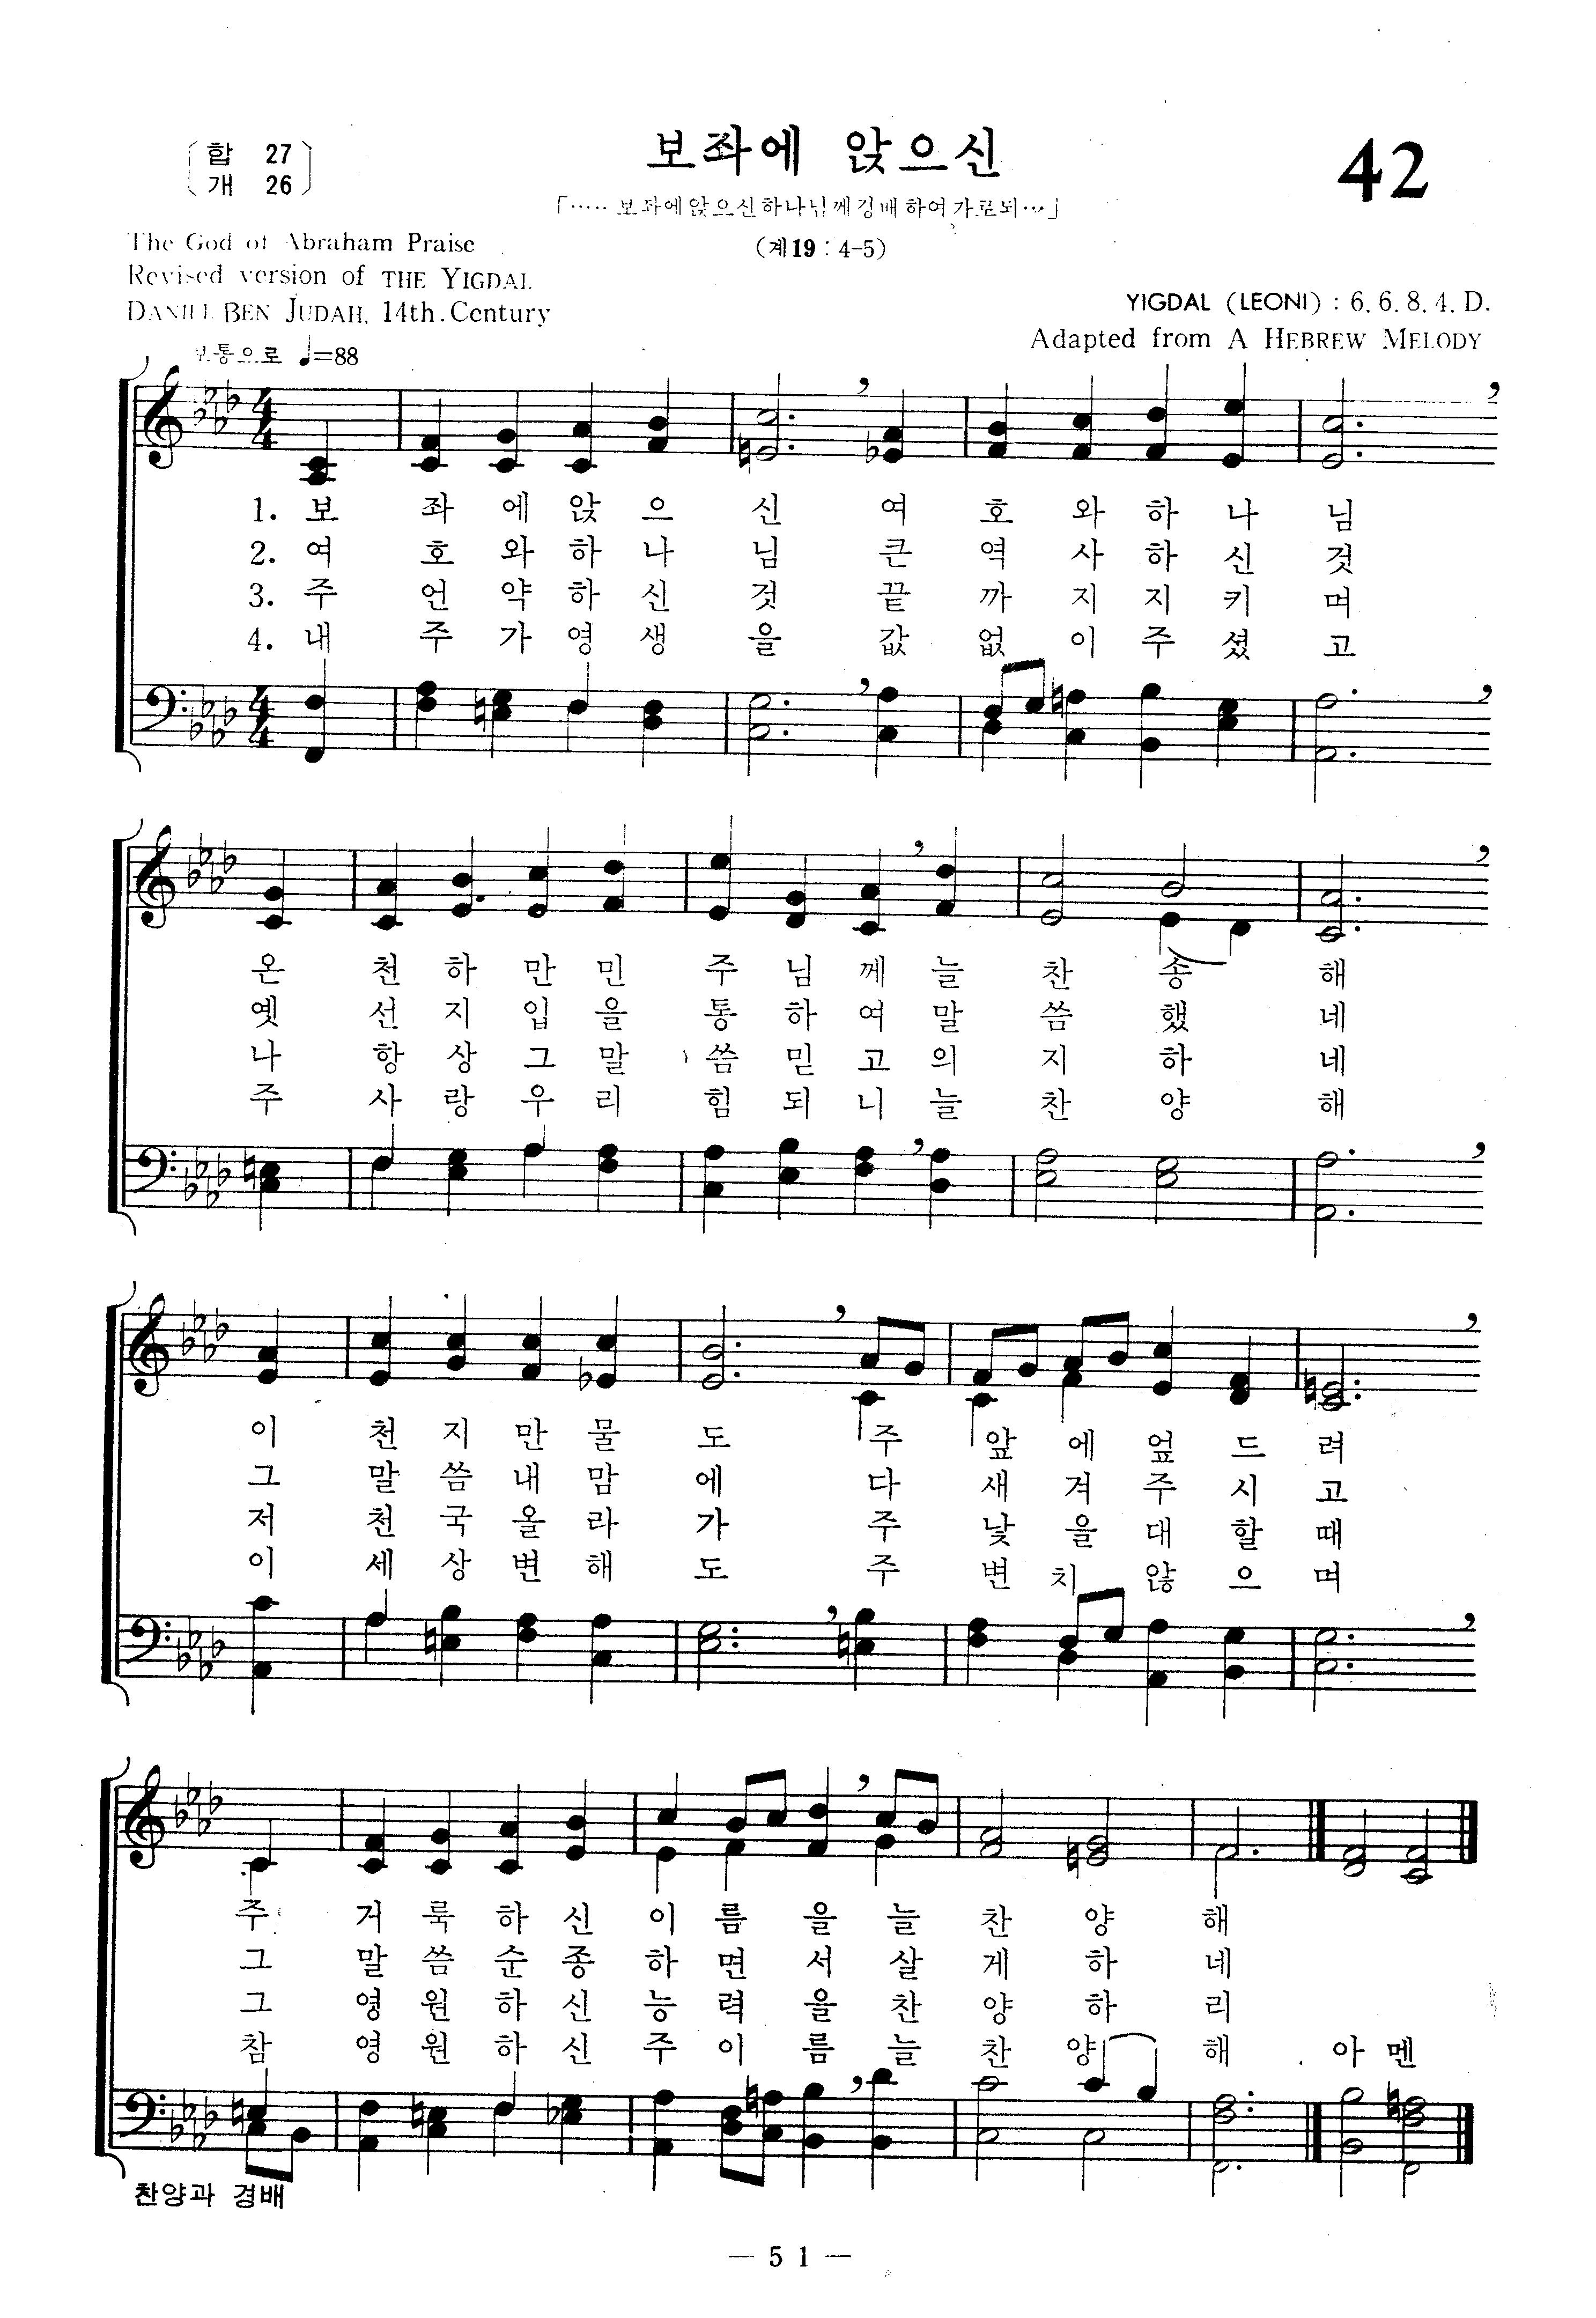 합 27
개 26
보좌에 앉으신
42
「····· 보좌에 앉으신 하나님께 경배하여 가로되 ···」
(계19 : 4-5)
The God of Abraham Praise
Revised version of THE YIGDAL
DANIEL BEN JUDAH, 14th. Century
YIGDAL (LEONI) : 6. 6. 8. 4. D.
Adapted from A HEBREW MELODY
보통으로 ♩=88
1. 보 좌 에 앉 으 신 여 호 와 하 나 님
2. 여 호 와 하 나 님 큰 역 사 하 신 것
3. 주 언 약 하 신 것 끝 까 지 지 키 며
4. 내 주 가 영 생 을 값 없 이 주 셨 고
온 천 하 만 민 주 님 께 늘 찬 송 해
옛 선 지 입 을 통 하 여 말 씀 했 네
나 항 상 그 말 씀 믿 고 의 지 하 네
주 사 랑 우 리 힘 되 니 늘 찬 양 해
이 천 지 만 물 도 주 앞 에 엎 드 려
그 말 씀 내 맘 에 다 새 겨 주 시 고
저 천 국 올 라 가 주 낯 을 대 할 때
이 세 상 변 해 도 주 변 치 않 으 며
주 거 룩 하 신 이 름 을 늘 찬 양 해
그 말 씀 순 종 하 면 서 살 게 하 네
그 영 원 하 신 능 력 을 찬 양 하 리
참 영 원 하 신 주 이 름 늘 찬 양 해 아 멘
찬양과 경배
— 5 1 —